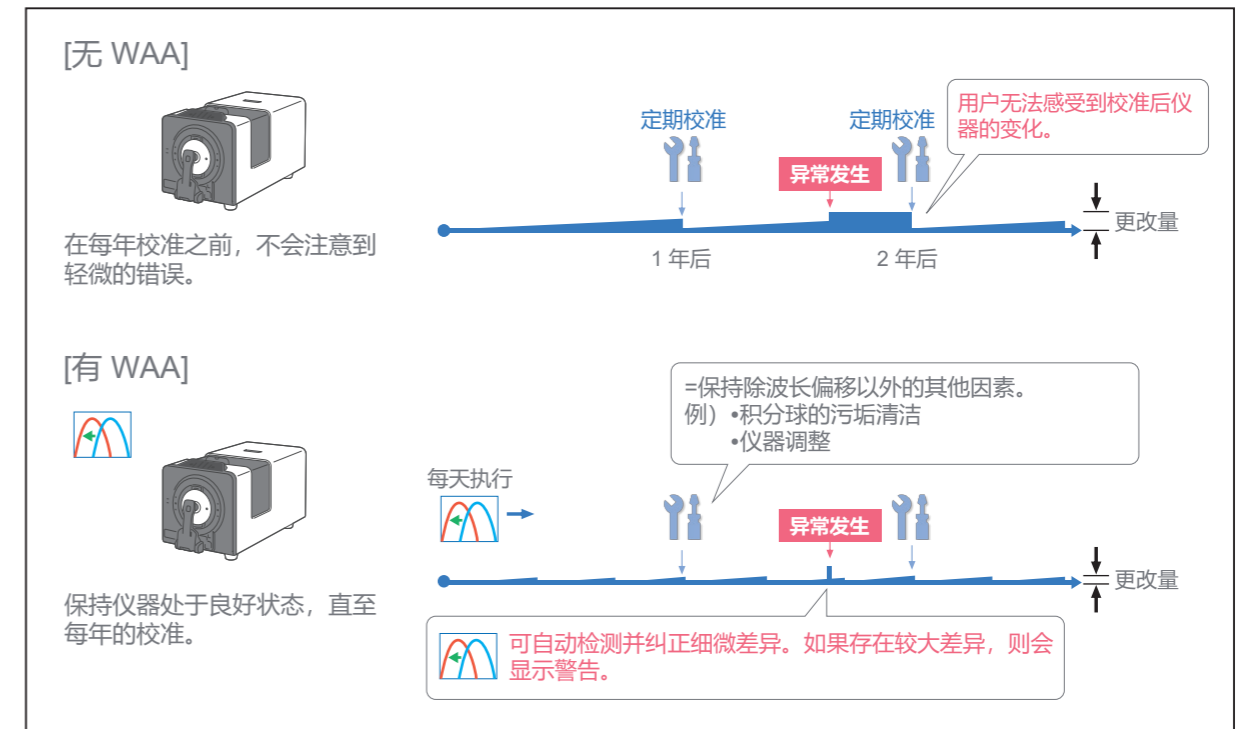 [无 WAA]
定期校准
定期校准
用户无法感受到校准后仪
器的变化。
异常发生
更改量
在每年校准之前，不会注意到
轻微的错误。
1 年后
2 年后
[有 WAA]
=保持除波长偏移以外的其他因素。
例）•积分球的污垢清洁
•仪器调整
每天执行
异常发生
更改量
保持仪器处于良好状态，直至
每年的校准。
可自动检测并纠正细微差异。如果存在较大差异，则会
显示警告。